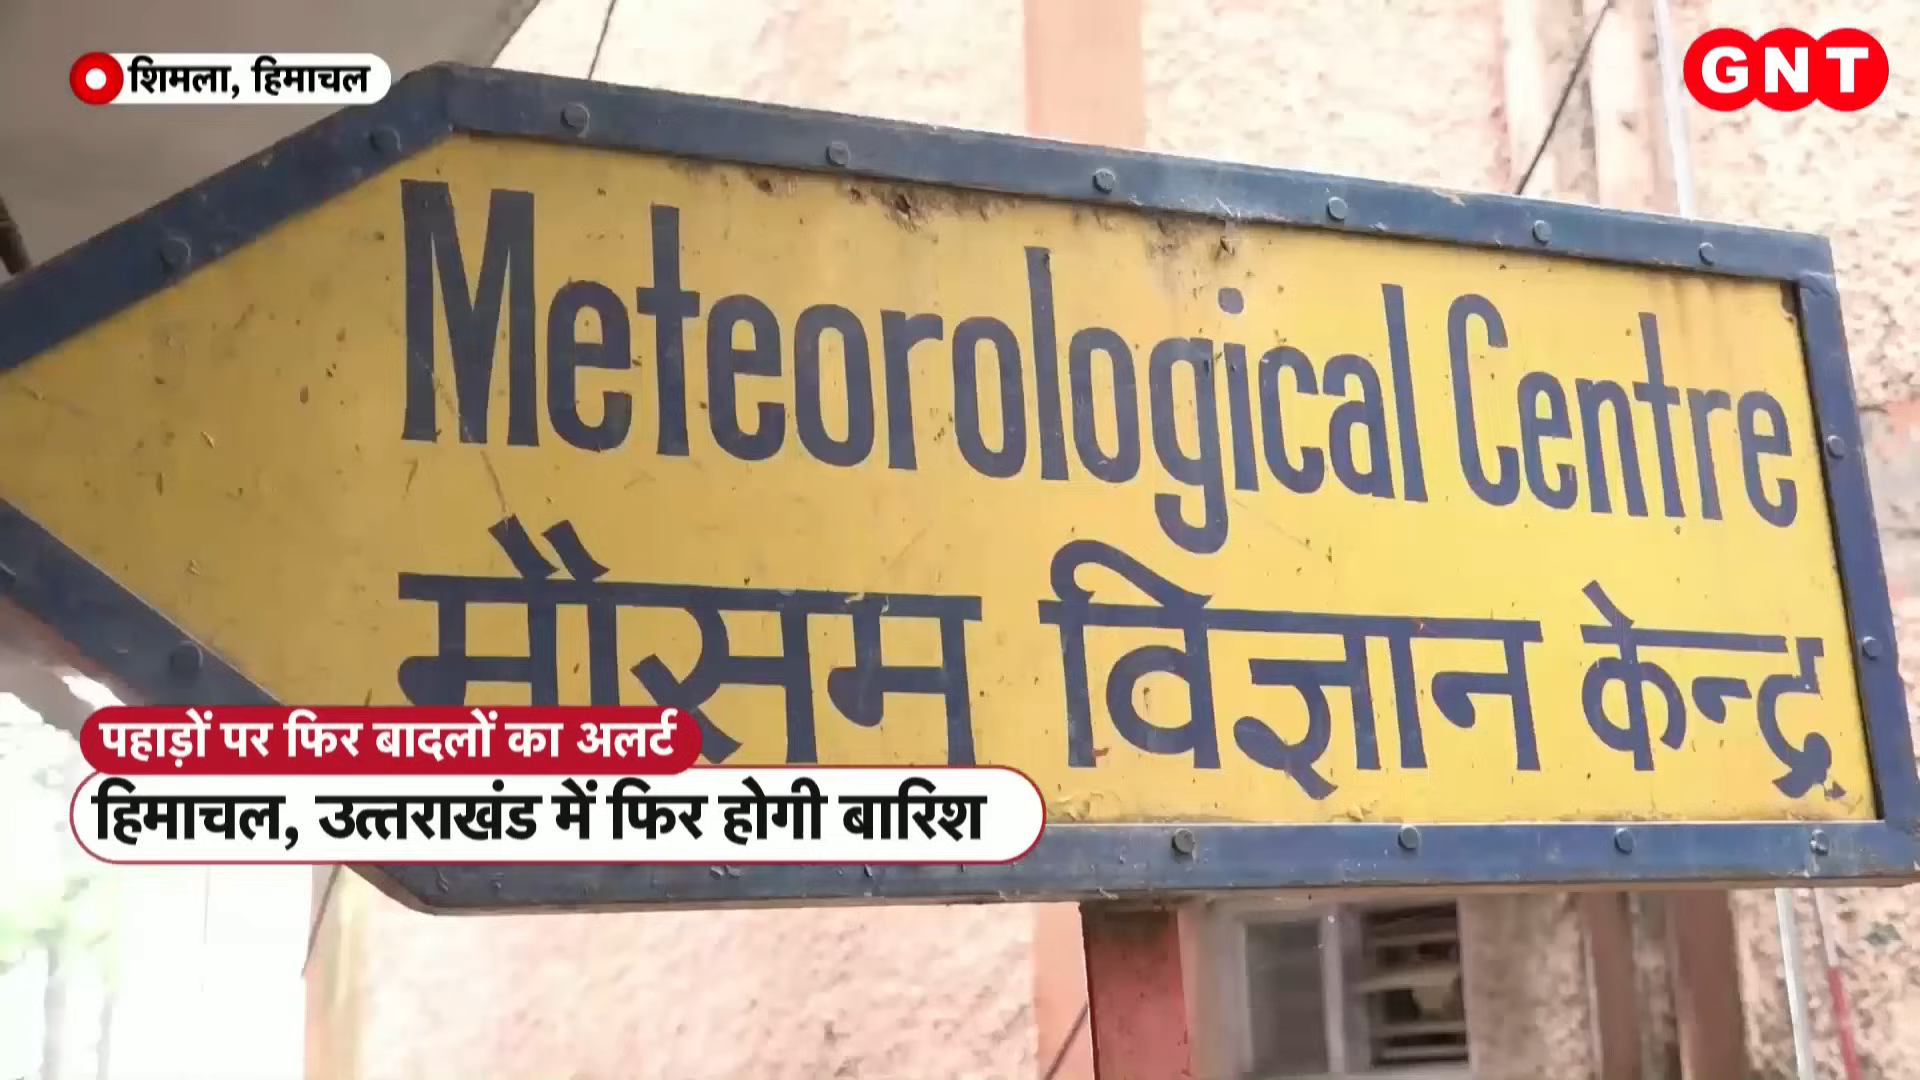 शिमला, हिमाचल
GNT
Meteorological Centre
मौसम विज्ञान केन्द्र
पहाड़ों पर फिर बादलों का अलर्ट
हिमाचल, उत्तराखंड में फिर होगी बारिश